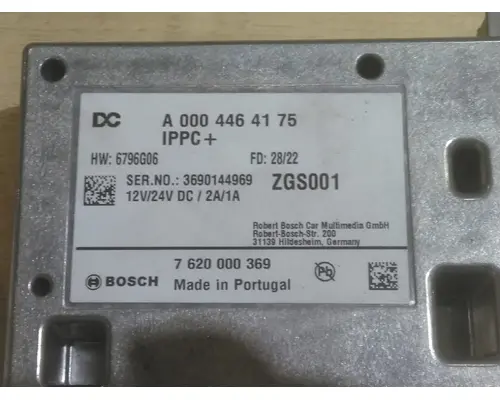 DC A 000 446 41 75
IPPC+
HW: 6796G06 FD: 28/22
SER.NO.: 3690144969 ZGS001
12V/24V DC / 2A/1A
Robert Bosch Car Multimedia GmbH
Robert-Bosch-Str. 200
31139 Hildesheim, Germany
7 620 000 369
BOSCH Made in Portugal Pb